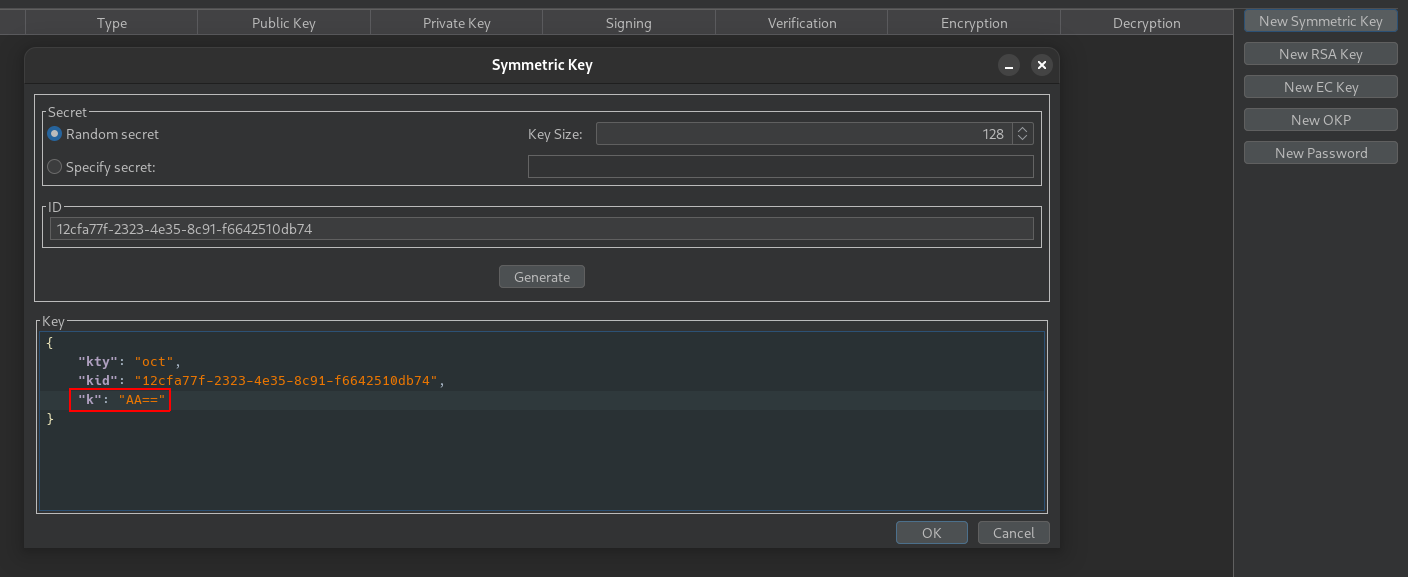 Type Public Key Private Key Signing Verification Encryption Decryption
New Symmetric Key
New RSA Key
New EC Key
New OKP
New Password
Symmetric Key
Secret
Random secret Key Size: 128
Specify secret:
ID
12cfa77f-2323-4e35-8c91-f6642510db74
Generate
Key
{
"kty": "oct",
"kid": "12cfa77f-2323-4e35-8c91-f6642510db74",
"k": "AA=="
}
OK Cancel